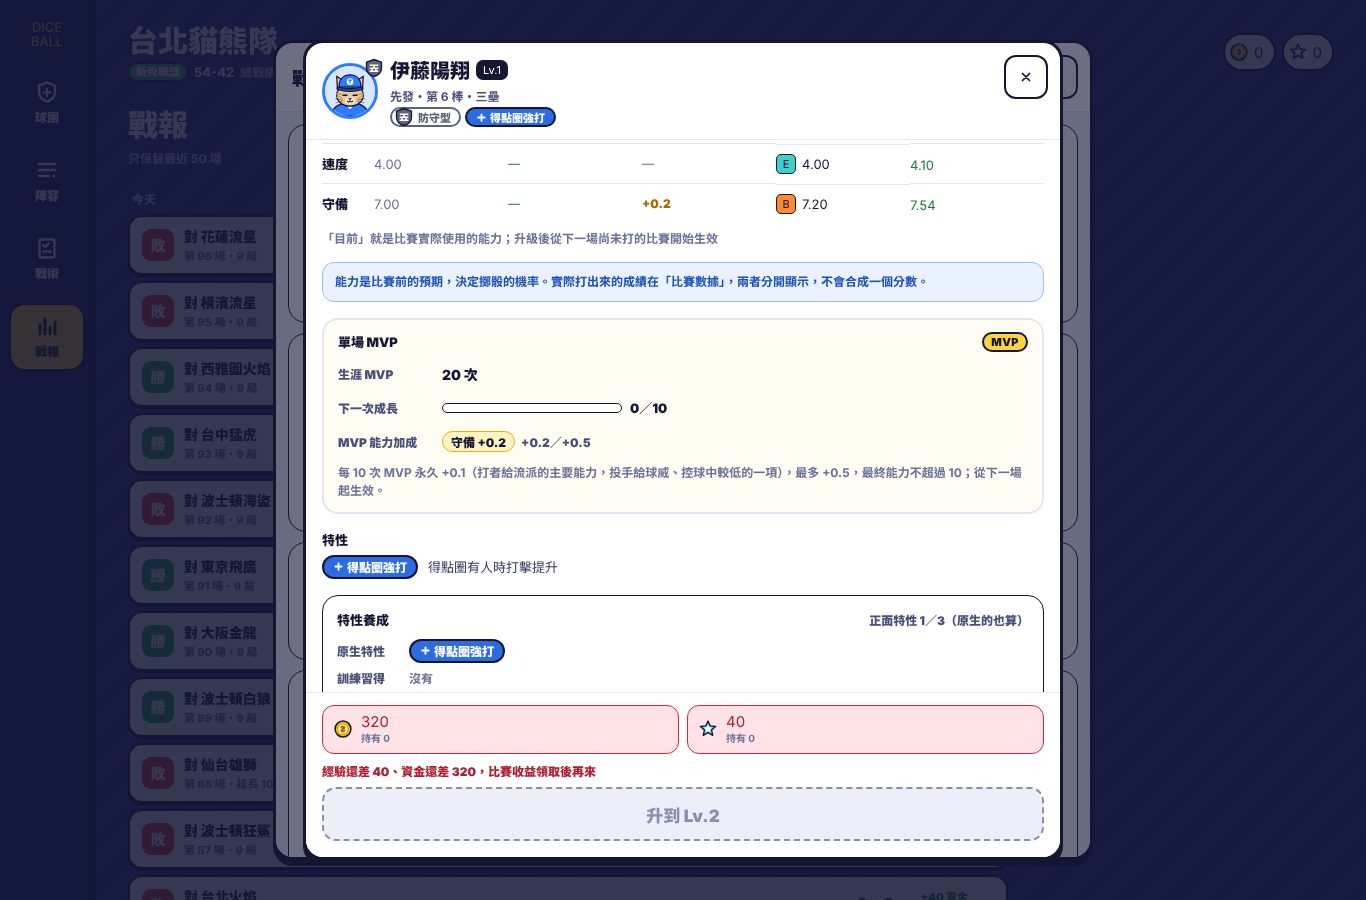 DICE
BALL
台北貓熊隊
新秀聯盟 54-42 總戰績
0
0
球團
陣容
戰術
戰報
戰報
只保留最近 50 場
今天
敗 對 花蓮流星
第 96 場・9 局
敗 對 橫濱流星
第 95 場・9 局
勝 對 西雅圖火焰
第 94 場・9 局
勝 對 台中猛虎
第 93 場・9 局
敗 對 波士頓海盜
第 92 場・9 局
勝 對 東京飛鷹
第 91 場・9 局
勝 對 大阪金龍
第 90 場・9 局
勝 對 波士頓白狼
第 89 場・9 局
敗 對 仙台雄獅
第 88 場・延長 10
敗 對 波士頓狂鯊
第 87 場・9 局
敗 對 台北火焰
+40 資金
伊藤陽翔 Lv.1
先發・第 6 棒・三壘
防守型 + 得點圈強打
×
速度 4.00 — — E 4.00 4.10
守備 7.00 — +0.2 B 7.20 7.54
「目前」就是比賽實際使用的能力；升級後從下一場尚未打的比賽開始生效
能力是比賽前的預期，決定擲骰的機率。實際打出來的成績在「比賽數據」，兩者分開顯示，不會合成一個分數。
單場 MVP MVP
生涯 MVP 20 次
下一次成長 0／10
MVP 能力加成 守備 +0.2 +0.2／+0.5
每 10 次 MVP 永久 +0.1（打者給流派的主要能力，投手給球威、控球中較低的一項），最多 +0.5，最終能力不超過 10；從下一場
起生效。
特性
+ 得點圈強打 得點圈有人時打擊提升
特性養成 正面特性 1／3（原生的也算）
原生特性 + 得點圈強打
訓練習得 沒有
320
持有 0
40
持有 0
經驗還差 40、資金還差 320，比賽收益領取後再來
升到 Lv.2